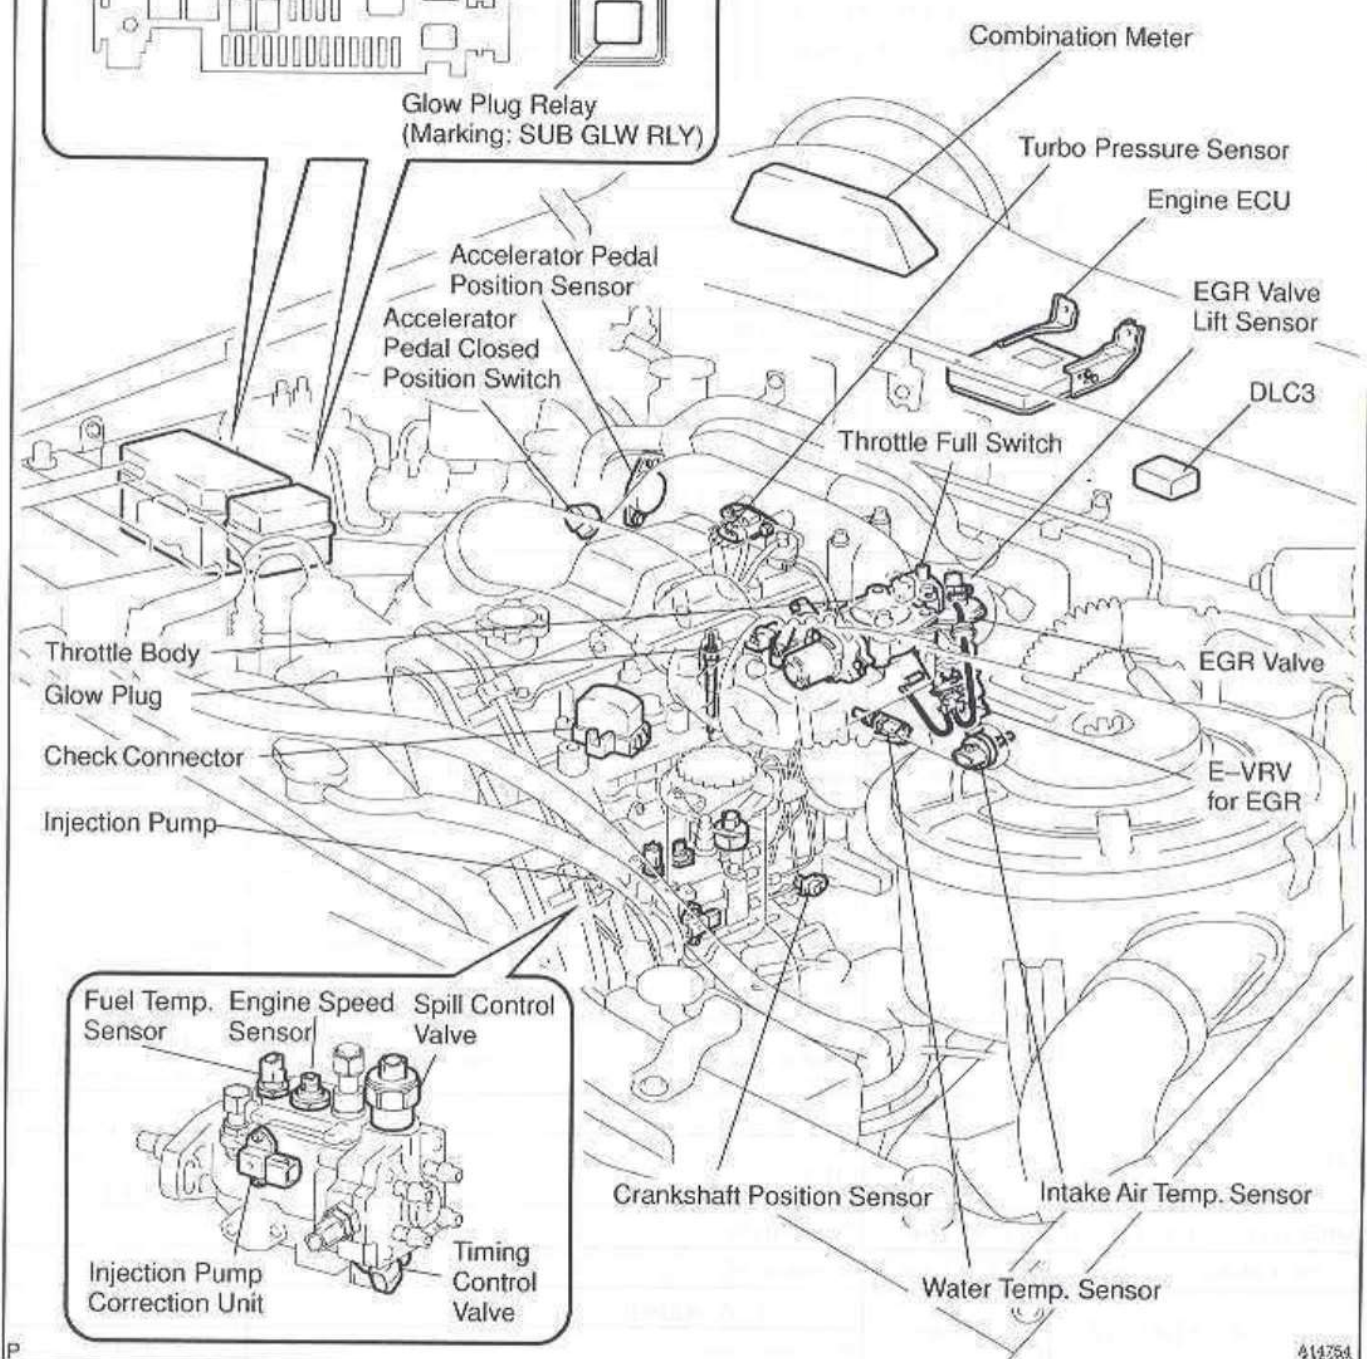 Glow Plug Relay
(Marking: SUB GLW RLY)
Combination Meter
Turbo Pressure Sensor
Engine ECU
Accelerator Pedal
Position Sensor
EGR Valve
Lift Sensor
Accelerator
Pedal Closed
Position Switch
DLC3
Throttle Full Switch
Throttle Body
EGR Valve
Glow Plug
Check Connector
E–VRV
for EGR
Injection Pump
Fuel Temp.
Sensor
Engine Speed
Sensor
Spill Control
Valve
Crankshaft Position Sensor
Intake Air Temp. Sensor
Injection Pump
Correction Unit
Timing
Control
Valve
Water Temp. Sensor
P
A14754